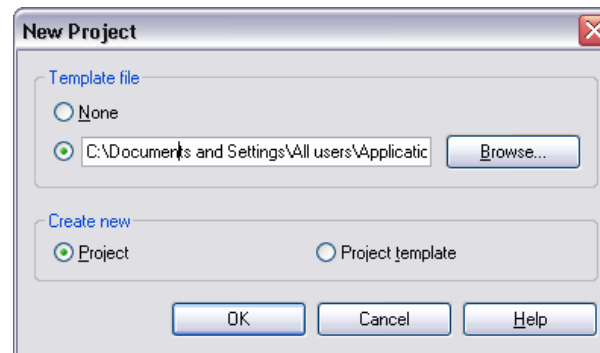 New Project
Template file
None
C:\Documents and Settings\All users\Applicatic
Browse...
Create new
Project
Project template
OK
Cancel
Help